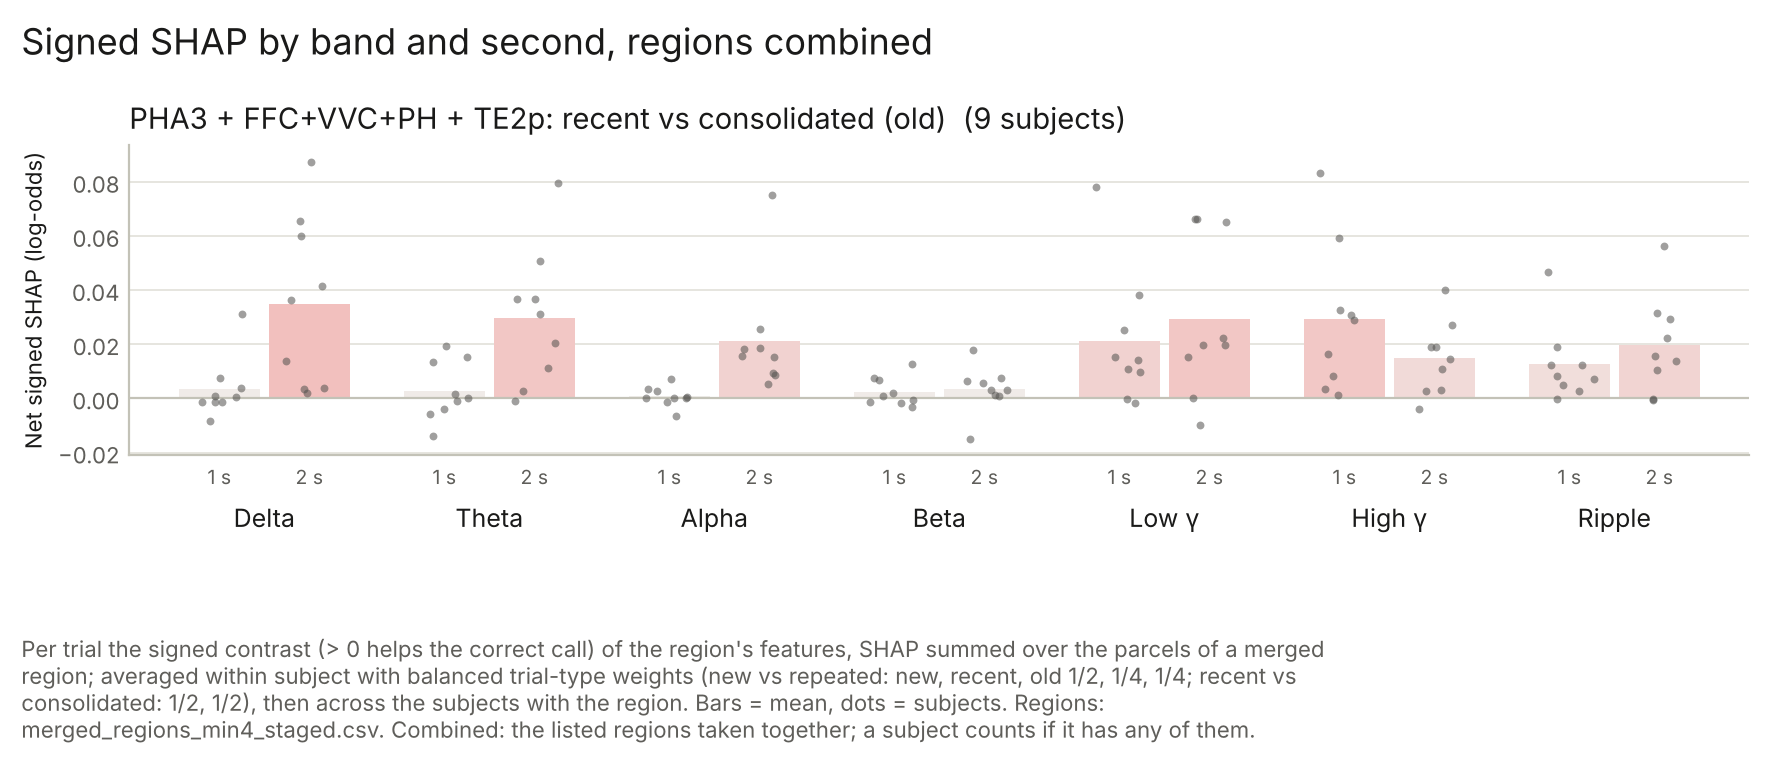 Signed SHAP by band and second, regions combined
PHA3 + FFC+VVC+PH + TE2p: recent vs consolidated (old)  (9 subjects)
Net signed SHAP (log-odds)
0.08
0.06
0.04
0.02
0.00
−0.02
1 s 2 s 1 s 2 s 1 s 2 s 1 s 2 s 1 s 2 s 1 s 2 s 1 s 2 s
Delta Theta Alpha Beta Low γ High γ Ripple
Per trial the signed contrast (> 0 helps the correct call) of the region's features, SHAP summed over the parcels of a merged
region; averaged within subject with balanced trial-type weights (new vs repeated: new, recent, old 1/2, 1/4, 1/4; recent vs
consolidated: 1/2, 1/2), then across the subjects with the region. Bars = mean, dots = subjects. Regions:
merged_regions_min4_staged.csv. Combined: the listed regions taken together; a subject counts if it has any of them.